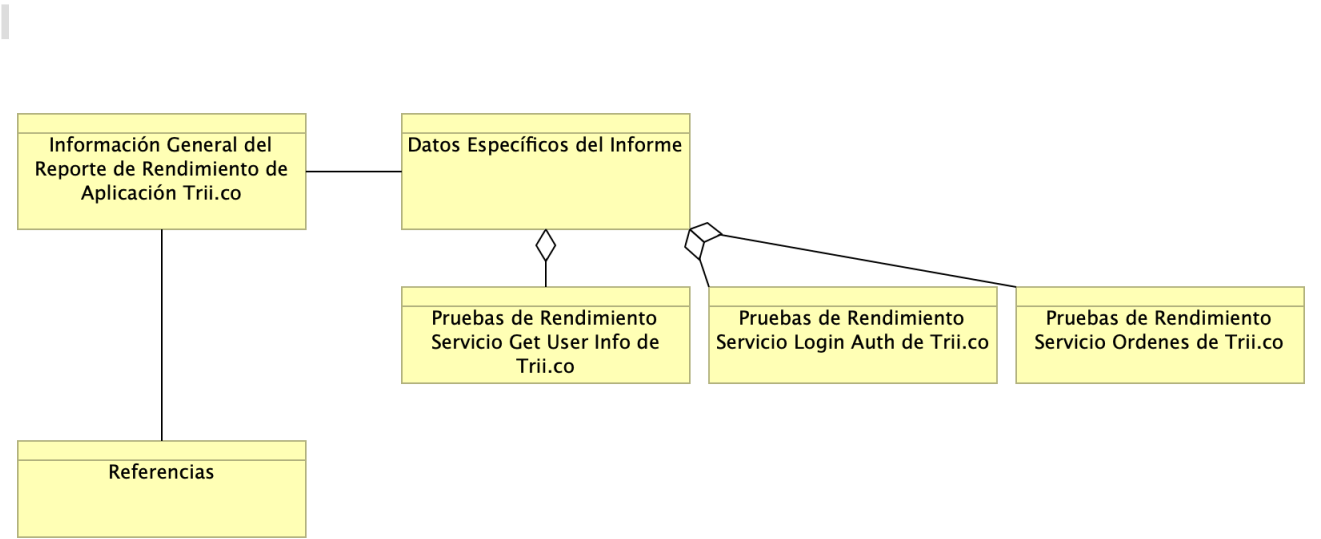 Información General del
Reporte de Rendimiento de
Aplicación Trii.co
Datos Específicos del Informe
Pruebas de Rendimiento
Servicio Get User Info de
Trii.co
Pruebas de Rendimiento
Servicio Login Auth de Trii.co
Pruebas de Rendimiento
Servicio Ordenes de Trii.co
Referencias